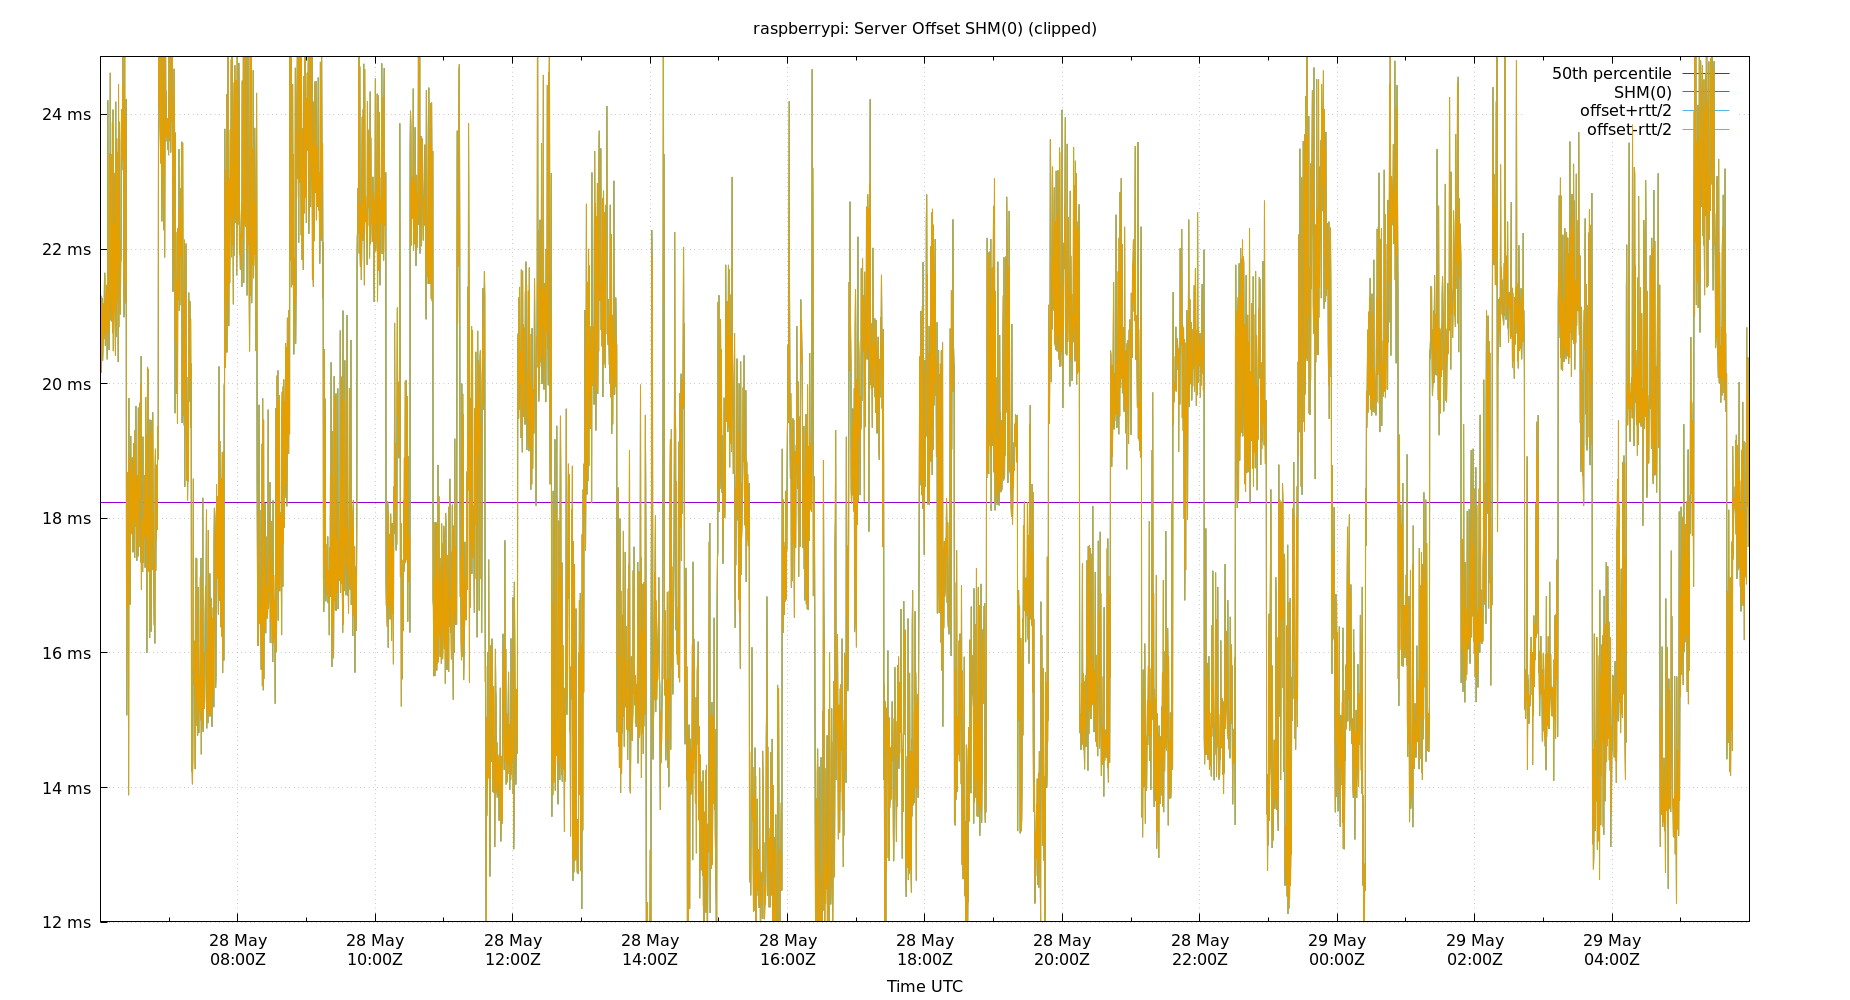 raspberrypi: Server Offset SHM(0) (clipped)
50th percentile
SHM(0)
offset+rtt/2
offset-rtt/2
24 ms
22 ms
20 ms
18 ms
16 ms
14 ms
12 ms
28 May 28 May 28 May 28 May 28 May 28 May 28 May 28 May 29 May 29 May 29 May
08:00Z 10:00Z 12:00Z 14:00Z 16:00Z 18:00Z 20:00Z 22:00Z 00:00Z 02:00Z 04:00Z
Time UTC